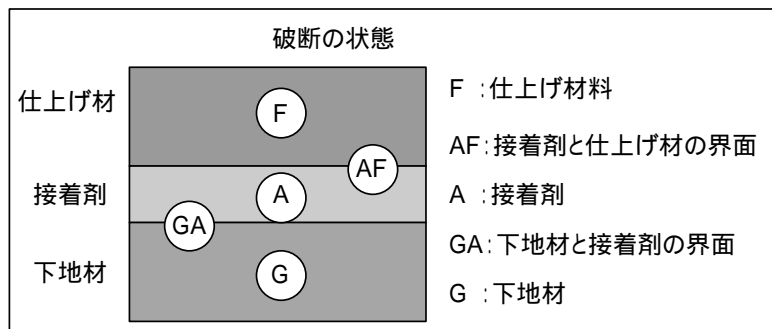 破断の状態
仕上げ材
F
F :仕上げ材料
AF
AF:接着剤と仕上げ材の界面
接着剤
A
A :接着剤
GA
GA:下地材と接着剤の界面
下地材
G
G :下地材